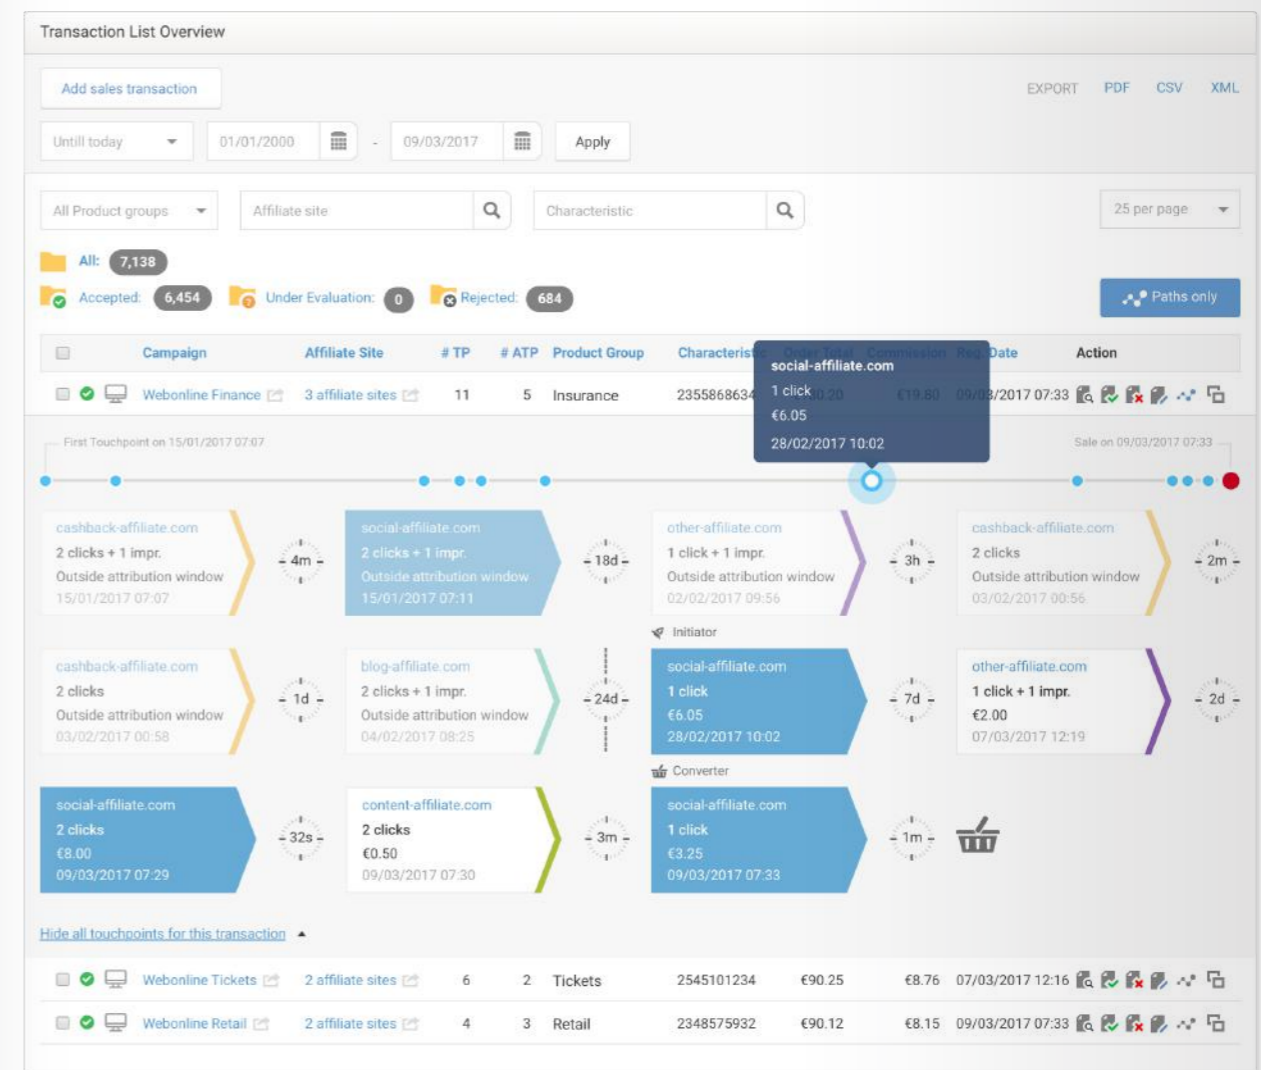 Transaction List Overview
Add sales transaction
EXPORT PDF CSV XML
Untill today 01/01/2000 - 09/03/2017 Apply
All Product groups Affiliate site Characteristic 25 per page
All: 7,138
Accepted: 6,454 Under Evaluation: 0 Rejected: 684 Paths only
Campaign Affiliate Site # TP # ATP Product Group Characteristic Order Total Commission Reg. Date Action
social-affiliate.com
1 click
€6.05
28/02/2017 10:02
Webonline Finance 3 affiliate sites 11 5 Insurance 2355868634 €19.80 09/03/2017 07:33
First Touchpoint on 15/01/2017 07:07 Sale on 09/03/2017 07:33
cashback-affiliate.com social-affiliate.com other-affiliate.com cashback-affiliate.com
2 clicks + 1 impr. 4m 2 clicks + 1 impr. 18d 1 click + 1 impr. 3h 2 clicks 2m
Outside attribution window Outside attribution window Outside attribution window Outside attribution window
15/01/2017 07:07 15/01/2017 07:11 02/02/2017 09:56 03/02/2017 00:56
Initiator
cashback-affiliate.com blog-affiliate.com social-affiliate.com other-affiliate.com
2 clicks 1d 2 clicks + 1 impr. 24d 1 click 7d 1 click + 1 impr. 2d
Outside attribution window Outside attribution window €6.05 €2.00
03/02/2017 00:58 04/02/2017 08:25 28/02/2017 10:02 07/03/2017 12:19
Converter
social-affiliate.com content-affiliate.com social-affiliate.com
2 clicks 32s 2 clicks 3m 1 click 1m
€8.00 €0.50 €3.25
09/03/2017 07:29 09/03/2017 07:30 09/03/2017 07:33
Hide all touchpoints for this transaction
Webonline Tickets 2 affiliate sites 6 2 Tickets 2545101234 €90.25 €8.76 07/03/2017 12:16
Webonline Retail 2 affiliate sites 4 3 Retail 2348575932 €90.12 €8.15 09/03/2017 07:33